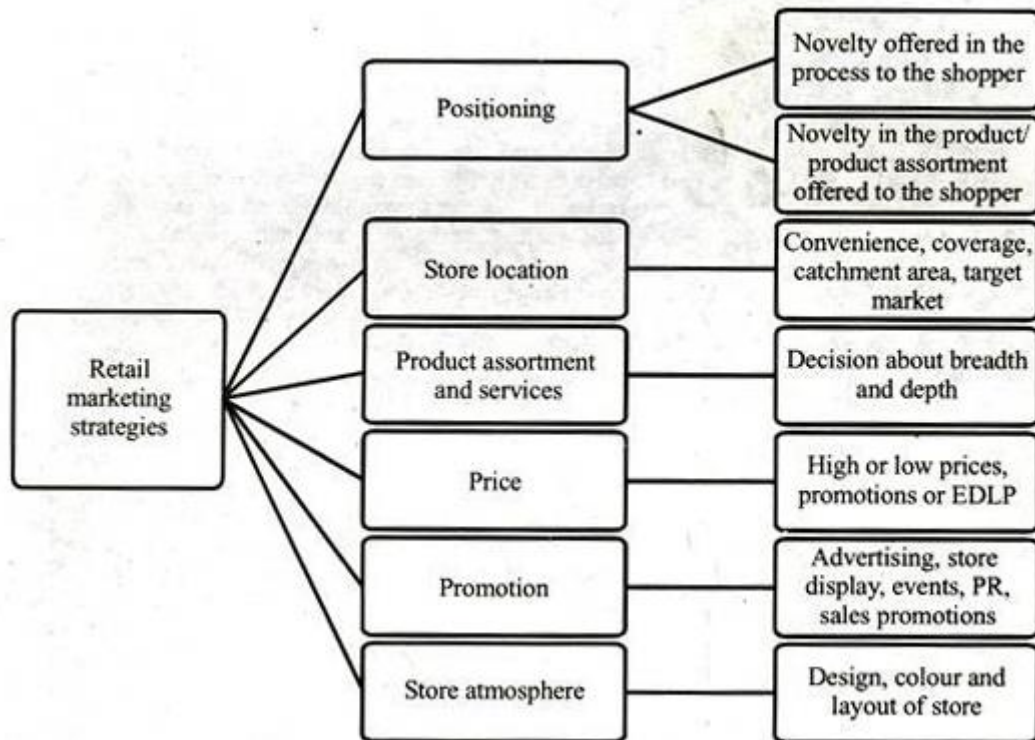 Retail
marketing
strategies
Positioning
Novelty offered in the
process to the shopper
Novelty in the product/
product assortment
offered to the shopper
Store location
Convenience, coverage,
catchment area, target
market
Product assortment
and services
Decision about breadth
and depth
Price
High or low prices,
promotions or EDLP
Promotion
Advertising, store
display, events, PR,
sales promotions
Store atmosphere
Design, colour and
layout of store